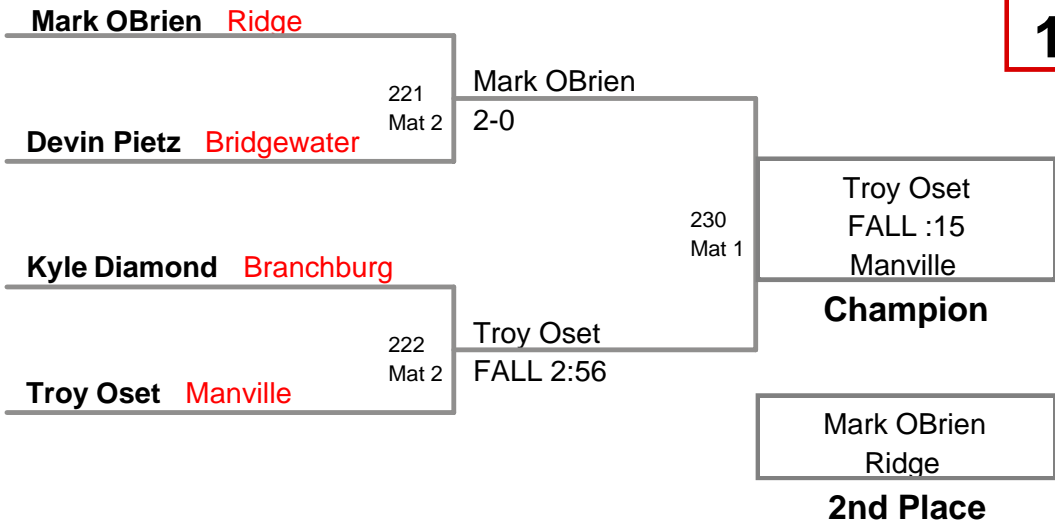 Mark OBrien Ridge
1
221
Mat 2
Mark OBrien
2-0
Devin Pietz Bridgewater
230
Mat 1
Troy Oset
FALL :15
Manville
Champion
Kyle Diamond Branchburg
222
Mat 2
Troy Oset
FALL 2:56
Troy Oset Manville
Mark OBrien
Ridge
2nd Place